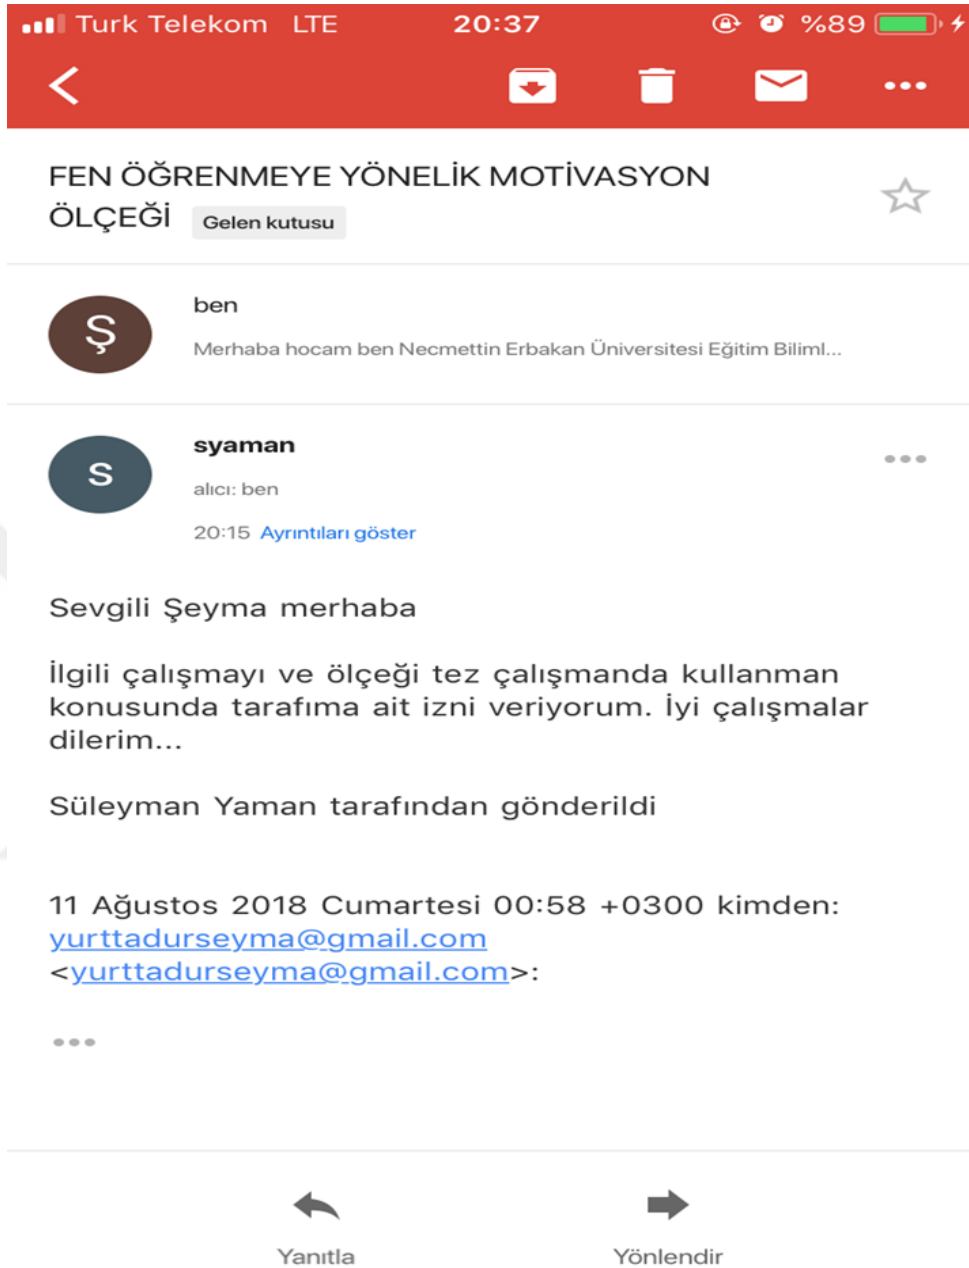 Turk Telekom LTE 20:37 %89
FEN ÖĞRENMEYE YÖNELİK MOTİVASYON
ÖLÇEĞİ Gelen kutusu
Ş
ben
Merhaba hocam ben Necmettin Erbakan Üniversitesi Eğitim Biliml...
s
syaman
alıcı: ben
20:15 Ayrıntıları göster
Sevgili Şeyma merhaba
İlgili çalışmayı ve ölçeği tez çalışmanda kullanman
konusunda tarafıma ait izni veriyorum. İyi çalışmalar
dilerim...
Süleyman Yaman tarafından gönderildi
11 Ağustos 2018 Cumartesi 00:58 +0300 kimden:
yurttadurseyma@gmail.com
<yurttadurseyma@gmail.com>:
Yanıtla Yönlendir